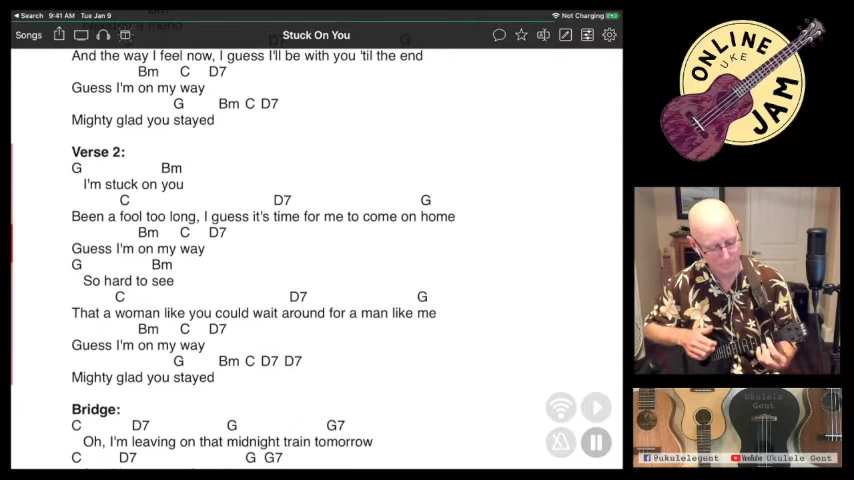 Search 9:41 AM Tue Jan 9
Not Charging
Songs
Stuck On You
And the way I feel now, I guess I'll be with you 'til the end
Bm C D7
Guess I'm on my way
G Bm C D7
Mighty glad you stayed
Verse 2:
G Bm
I'm stuck on you
C D7 G
Been a fool too long, I guess it's time for me to come on home
Bm C D7
Guess I'm on my way
G Bm
So hard to see
C D7 G
That a woman like you could wait around for a man like me
Bm C D7
Guess I'm on my way
G Bm C D7 D7
Mighty glad you stayed
Bridge:
C D7 G G7
Oh, I'm leaving on that midnight train tomorrow
C D7 G G7
ONLINE
UKE
JAM
Ukulele
Gent
@ukulelegent
YouTube Ukulele Gent